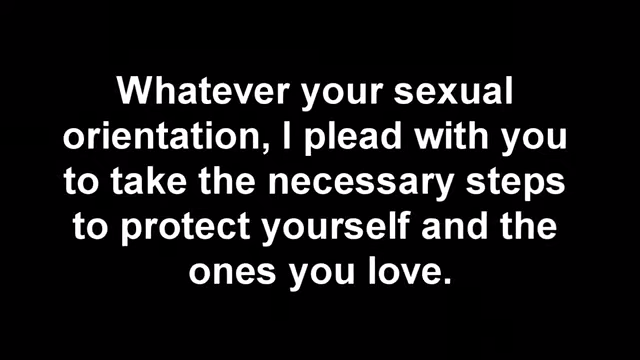 Whatever your sexual
orientation, I plead with you
to take the necessary steps
to protect yourself and the
ones you love.